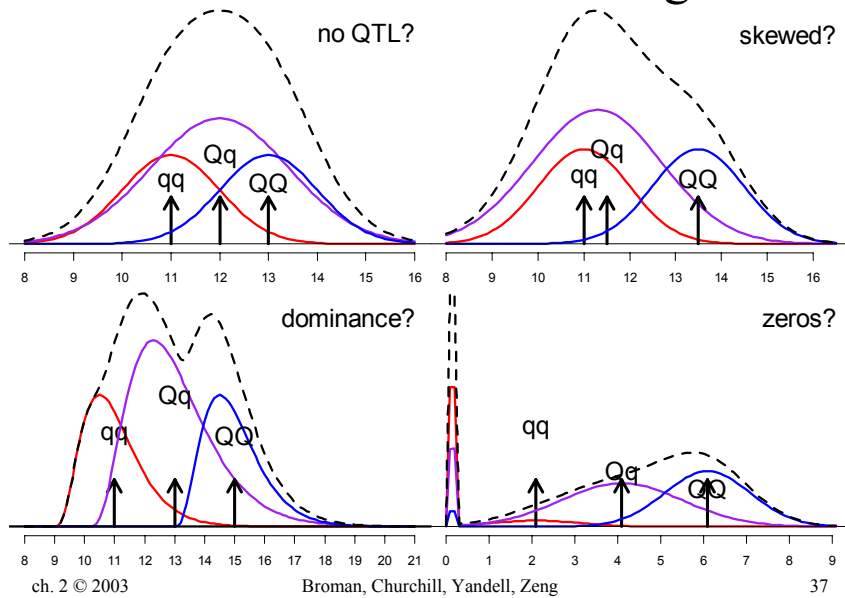 no QTL?
skewed?
Qq
qq
QQ
Qq
qq
QQ
8 9 10 11 12 13 14 15 16
8 9 10 11 12 13 14 15 16
dominance?
zeros?
Qq
qq
QQ
qq
Qq
QQ
8 9 10 11 12 13 14 15 16 17 18 19 20 21
0 1 2 3 4 5 6 7 8 9
ch. 2 © 2003 Broman, Churchill, Yandell, Zeng 37